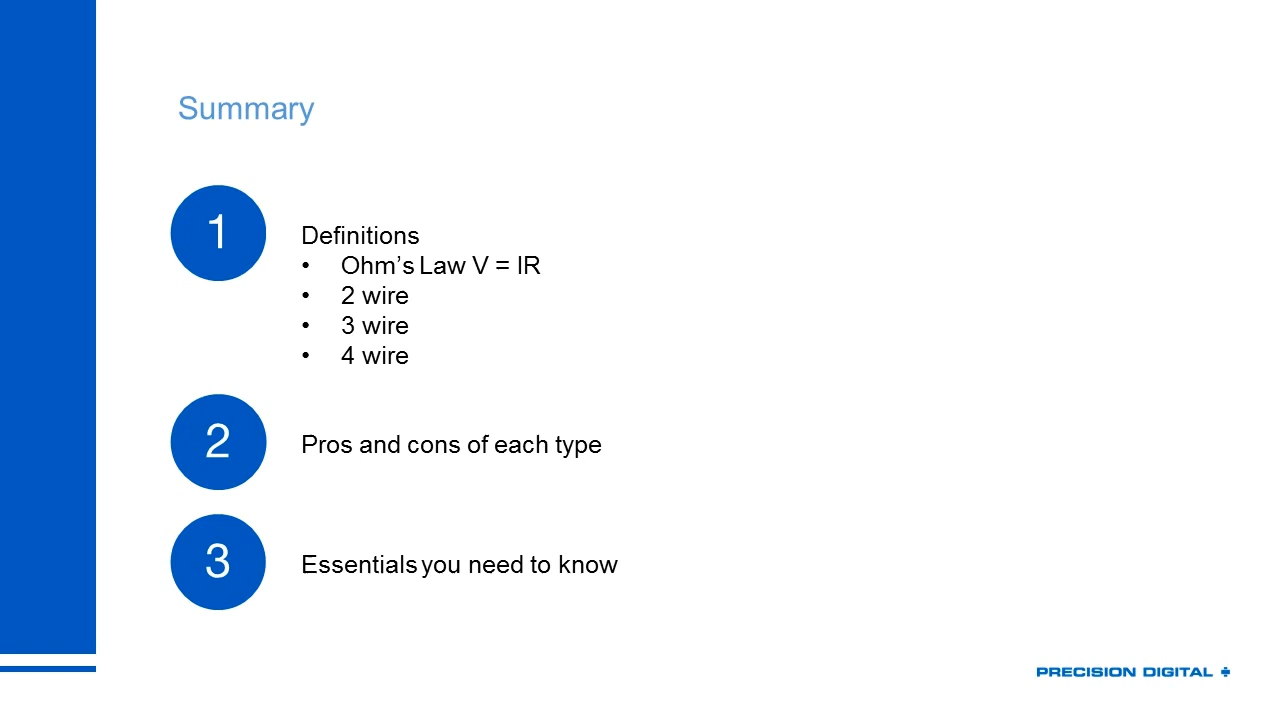 Summary
1
Definitions
• Ohm’s Law V = IR
• 2 wire
• 3 wire
• 4 wire
2
Pros and cons of each type
3
Essentials you need to know
PRECISION DIGITAL